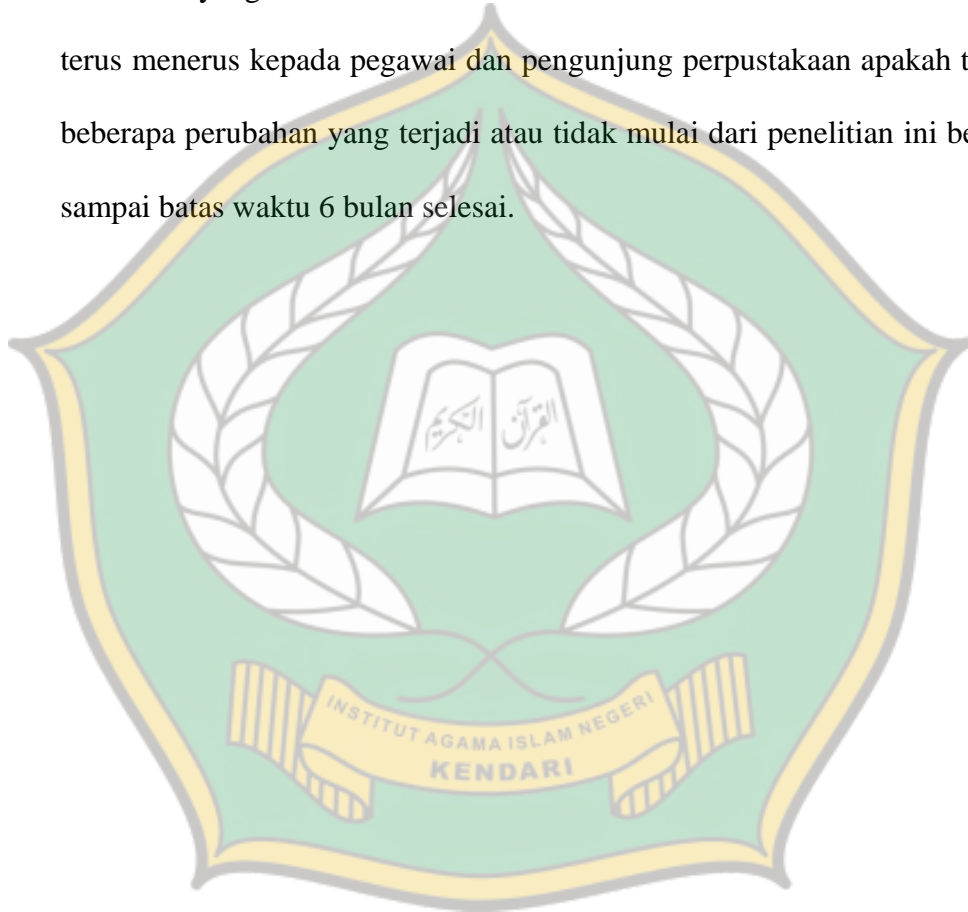 terus menerus kepada pegawai dan pengunjung perpustakaan apakah
beberapa perubahan yang terjadi atau tidak mulai dari penelitian ini
sampai batas waktu 6 bulan selesai.
القرآن الكريم
INSTITUT AGAMA ISLAM NEGERI
KENDARI